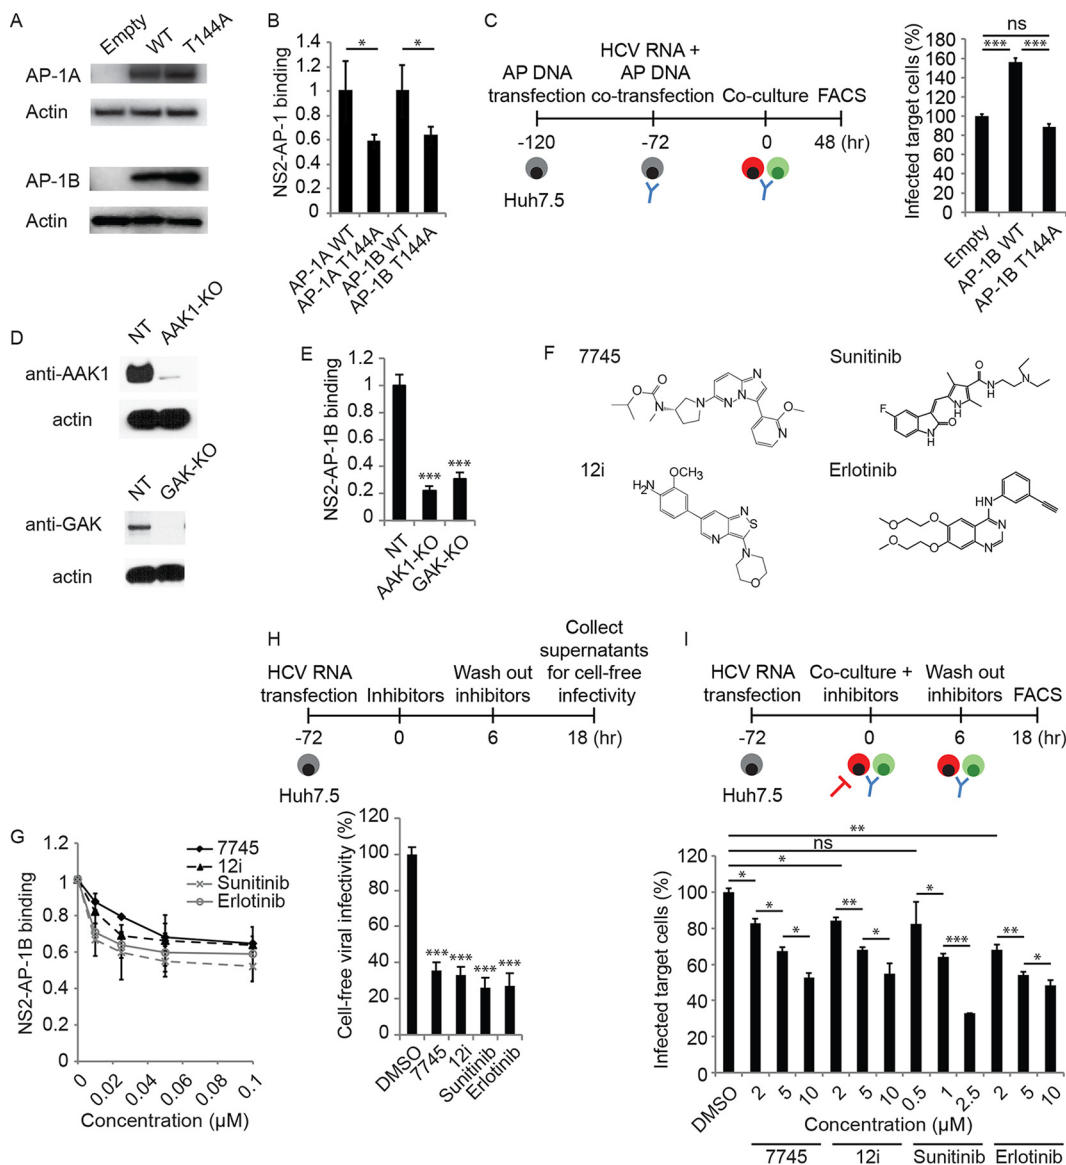 A
Empty
WT
T144A
AP-1A
Actin
AP-1B
Actin
B
NS2-AP-1 binding
1.4
1.2
1
0.8
0.6
0.4
0.2
0
*
*
AP-1A WT
AP-1A T144A
AP-1B WT
AP-1B T144A
C
AP DNA
transfection
HCV RNA +
AP DNA
co-transfection
Co-culture
FACS
-120
-72
0
48 (hr)
Huh7.5
Infected target cells (%)
180
160
140
120
100
80
60
40
20
0
ns
***
***
Empty
AP-1B WT
AP-1B T144A
D
NT
AAK1-KO
anti-AAK1
actin
NT
GAK-KO
anti-GAK
actin
E
NS2-AP-1B binding
1.2
1
0.8
0.6
0.4
0.2
0
***
***
NT
AAK1-KO
GAK-KO
F
7745
O
O
N
N
N
N
N
O
N
Sunitinib
F
O
N
H
N
H
O
N
H
N
12i
H2N
OCH3
N
N
S
N
O
Erlotinib
HN
O
O
O
O
N
N
G
NS2-AP-1B binding
1.2
1
0.8
0.6
0.4
0.2
0
7745
12i
Sunitinib
Erlotinib
0
0.02
0.04
0.06
0.08
0.1
Concentration (µM)
H
HCV RNA
transfection
Inhibitors
Wash out
inhibitors
Collect
supernatants
for cell-free
infectivity
-72
0
6
18 (hr)
Huh7.5
Cell-free viral infectivity (%)
120
100
80
60
40
20
0
***
***
***
***
DMSO
7745
12i
Sunitinib
Erlotinib
I
HCV RNA
transfection
Co-culture +
inhibitors
Wash out
inhibitors
FACS
-72
0
6
18 (hr)
Huh7.5
Infected target cells (%)
120
100
80
60
40
20
0
**
ns
*
*
*
*
**
*
*
***
**
*
DMSO
2
5
10
2
5
10
0.5
1
2.5
2
5
10
Concentration (µM)
7745
12i
Sunitinib
Erlotinib